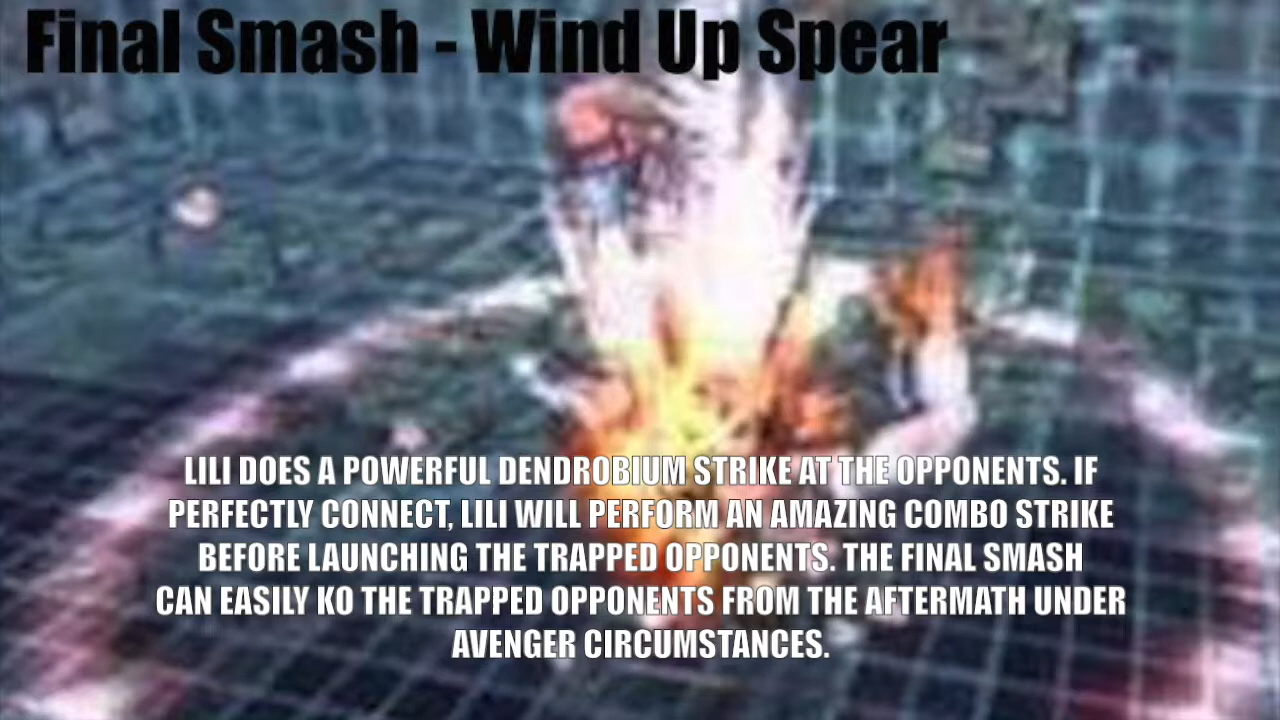 Final Smash - Wind Up Spear
LILI DOES A POWERFUL DENDROBIUM STRIKE AT THE OPPONENTS. IF
PERFECTLY CONNECT, LILI WILL PERFORM AN AMAZING COMBO STRIKE
BEFORE LAUNCHING THE TRAPPED OPPONENTS. THE FINAL SMASH
CAN EASILY KO THE TRAPPED OPPONENTS FROM THE AFTERMATH UNDER
AVENGER CIRCUMSTANCES.